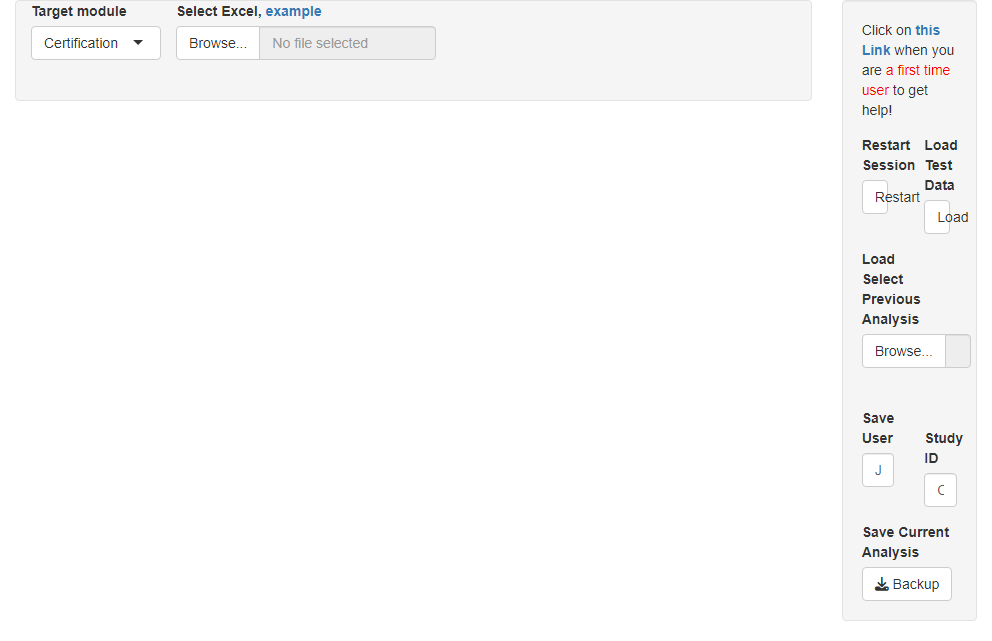 Target module
Select Excel, example
Certification
Browse...
No file selected
Click on this
Link when you
are a first time
user to get
help!
Restart
Session
Load
Test
Data
Restart
Load
Load
Select
Previous
Analysis
Browse...
Save
User
Study
ID
J
C
Save Current
Analysis
Backup